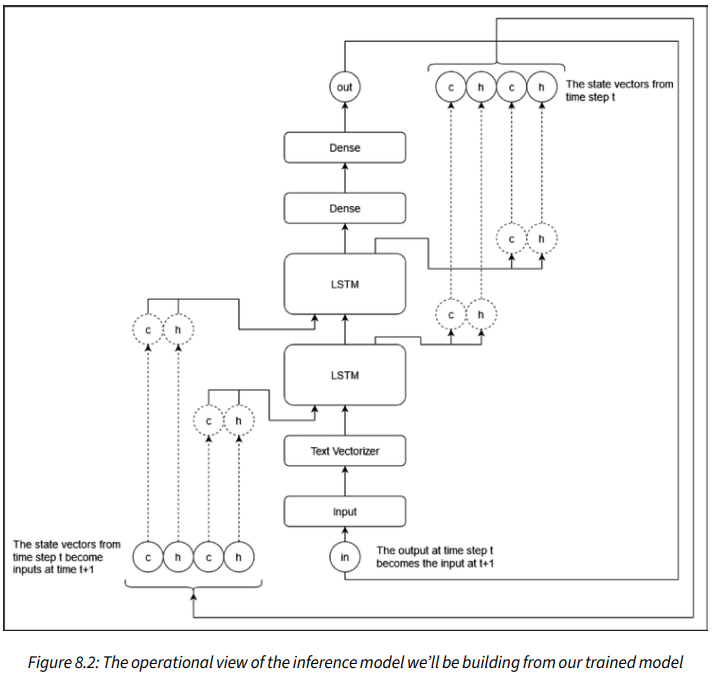 out
c h c h
The state vectors from
time step t
Dense
Dense
c h
LSTM
c h
c h
LSTM
c h
Text Vectorizer
Input
The state vectors from
time step t become
inputs at time t+1
c h c h
in
The output at time step t
becomes the input at t+1
Figure 8.2: The operational view of the inference model we'll be building from our trained model